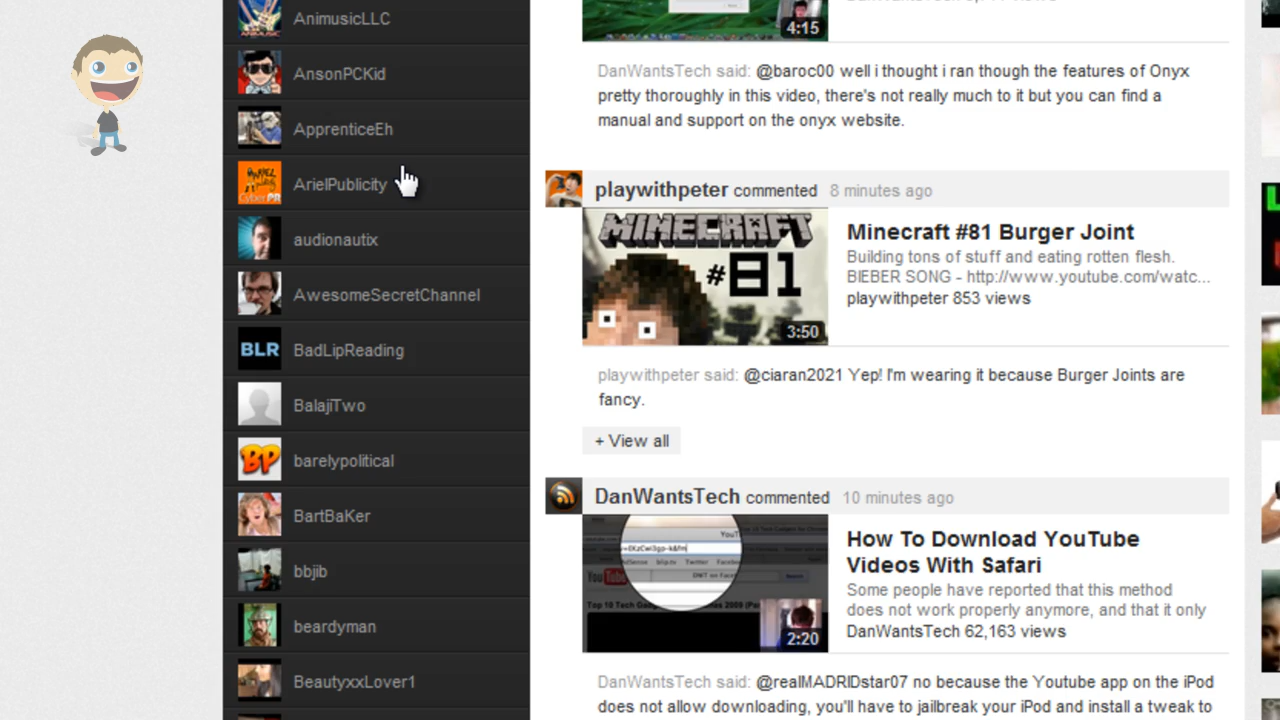 AnimusicLLC
AnsonPCKid
ApprenticeEh
ArielPublicity
audionautix
AwesomeSecretChannel
BLR
BadLipReading
BalajiTwo
BP
barelypolitical
BartBaKer
bbjib
beardyman
BeautyxxLover1
4:15
DanWantsTech said: @baroc00 well i thought i ran though the features of Onyx
pretty thoroughly in this video, there's not really much to it but you can find a
manual and support on the onyx website.
playwithpeter commented 8 minutes ago
MINECRAFT
#81
3:50
Minecraft #81 Burger Joint
Building tons of stuff and eating rotten flesh.
BIEBER SONG - http://www.youtube.com/watc...
playwithpeter 853 views
playwithpeter said: @ciaran2021 Yep! I'm wearing it because Burger Joints are
fancy.
+ View all
DanWantsTech commented 10 minutes ago
2:20
How To Download YouTube
Videos With Safari
Some people have reported that this method
does not work properly anymore, and that it only
DanWantsTech 62,163 views
DanWantsTech said: @realMADRIDstar07 no because the Youtube app on the iPod
does not allow downloading, you'll have to jailbreak your iPod and install a tweak to